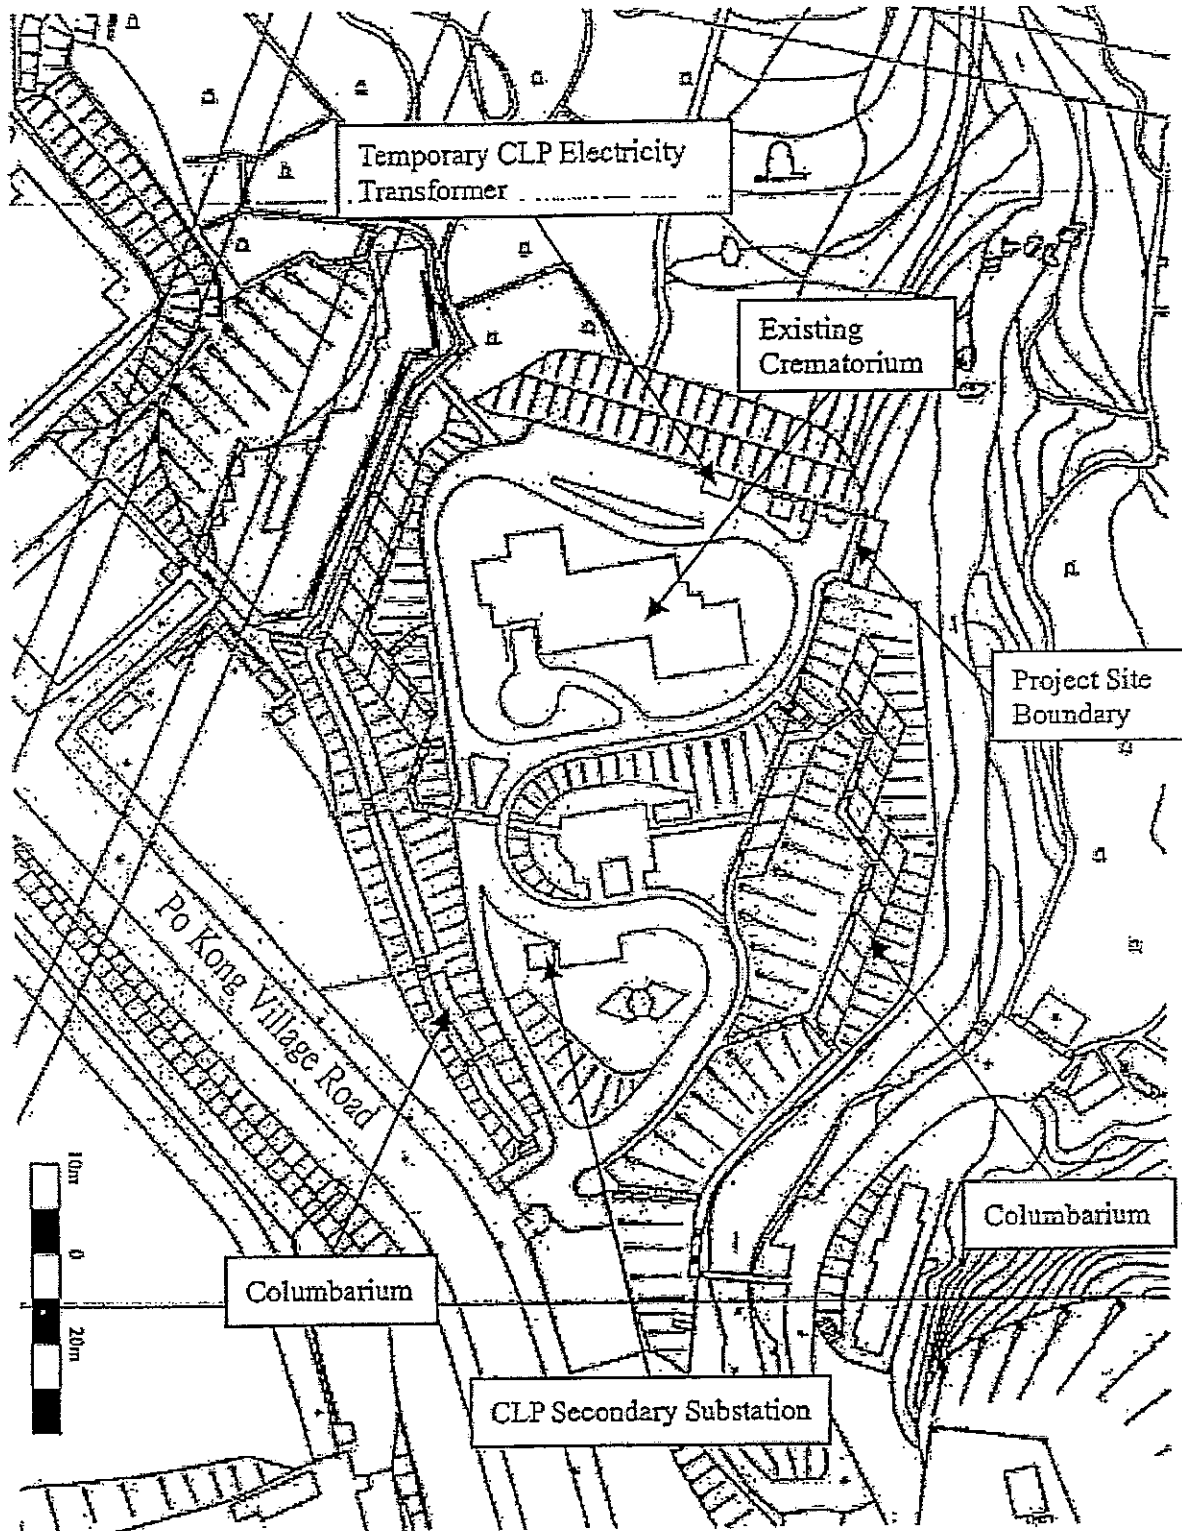 Temporary CLP Electricity
Transformer
Existing
Crematorium
Project Site
Boundary
Po Kong Village Road
10m
0
20m
Columbarium
Columbarium
CLP Secondary Substation